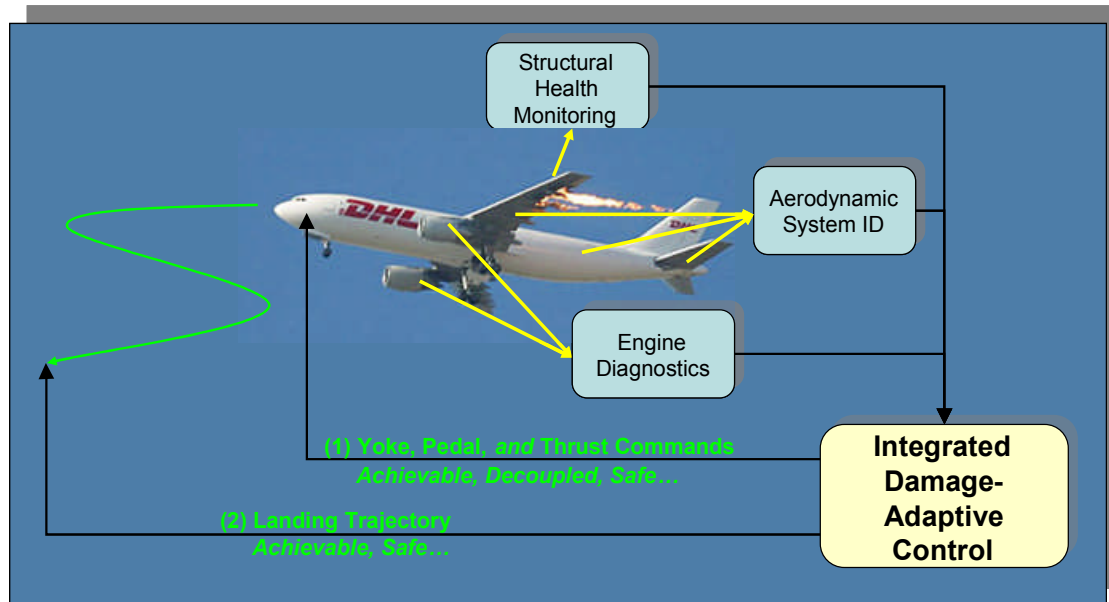 Structural
Health
Monitoring
DHL
DHL
Aerodynamic
System ID
Engine
Diagnostics
(1) Yoke, Pedal, and Thrust Commands
Achievable, Decoupled, Safe…
Integrated
Damage-
Adaptive
Control
(2) Landing Trajectory
Achievable, Safe…